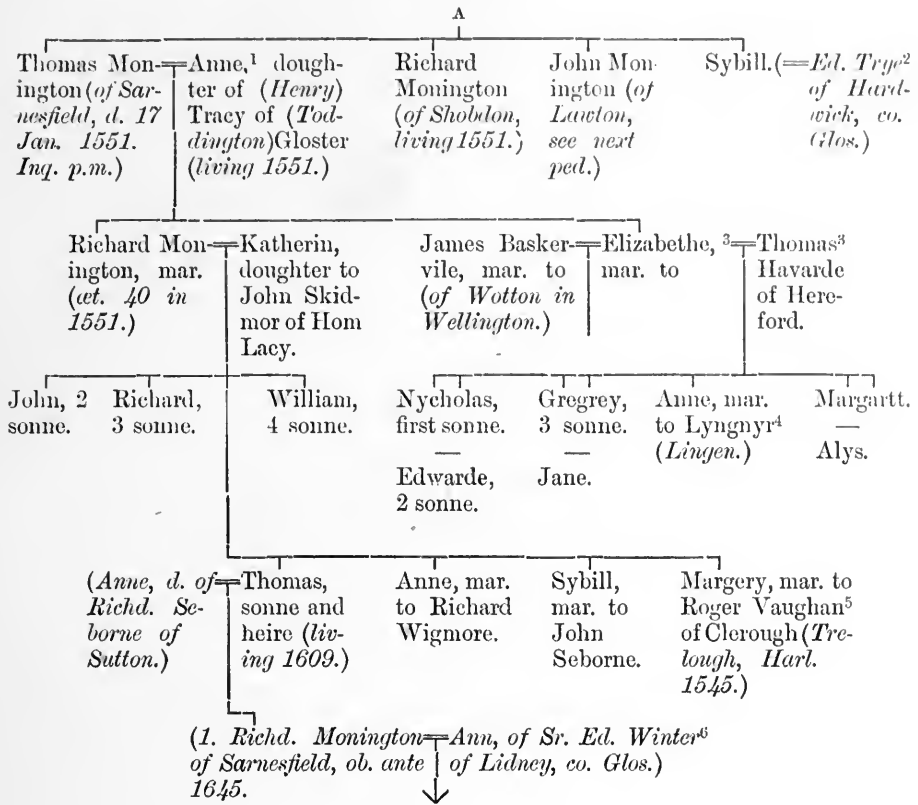 A
Thomas Mon-
ington (of Sar-
nesfield, d. 17
Jan. 1551.
Inq. p.m.)
Anne,¹ dough-
ter of (Henry)
Tracy of (Tod-
dington) Gloster
(living 1551.)
Richard
Monington
(of Shobdon,
living 1551.)
John Mon-
ington (of
Lawton,
see next
ped.)
Sybill. (=Ed. Trye²
of Hard-
wick, co.
Glos.)
Richard Mon-
ington, mar.
(æt. 40 in
1551.)
Katherin,
doughter to
John Skid-
mor of Hom
Lacy.
James Basker-
vile, mar. to
(of Wotton in
Wellington.)
Elizabethe, ³
mar. to
Thomas³
Havarde
of Here-
ford.
John, 2
sonne.
Richard,
3 sonne.
William,
4 sonne.
Nycholas,
first sonne.
—
Edwarde,
2 sonne.
Gregrey,
3 sonne.
—
Jane.
Anne, mar.
to Lyngnyr⁴
(Lingen.)
Margartt.
—
Alys.
(Anne, d. of
Richd. Se-
borne of
Sutton.)
Thomas,
sonne and
heire (liv-
ing 1609.)
Anne, mar.
to Richard
Wigmore.
Sybill,
mar. to
John
Seborne.
Margery, mar. to
Roger Vaughan⁵
of Clerough (Tre-
lough, Harl.
1545.)
(1. Richd. Monington
of Sarnesfield, ob. ante
1645.
Ann, of Sr. Ed. Winter⁶
of Lidney, co. Glos.)